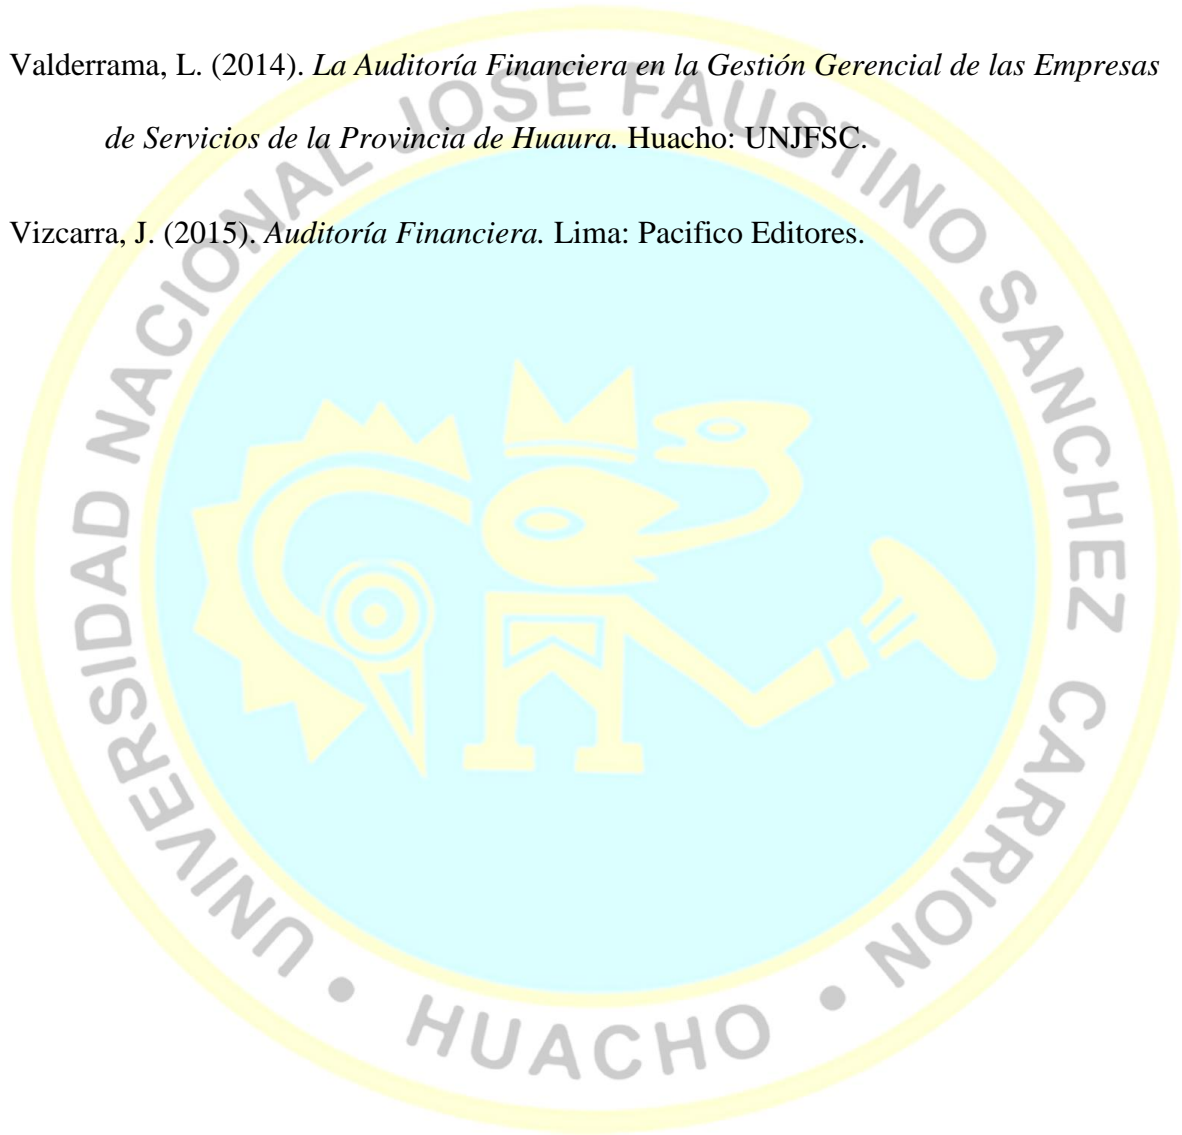 Valderrama, L. (2014). La Auditoría Financiera en la Gestión Gerencial de las Empresas
de Servicios de la Provincia de Huaura. Huacho: UNJFSC.
Vizcarra, J. (2015). Auditoría Financiera. Lima: Pacifico Editores.
UNIVERSIDAD NACIONAL JOSE FAUSTINO SANCHEZ CARRION • HUACHO •